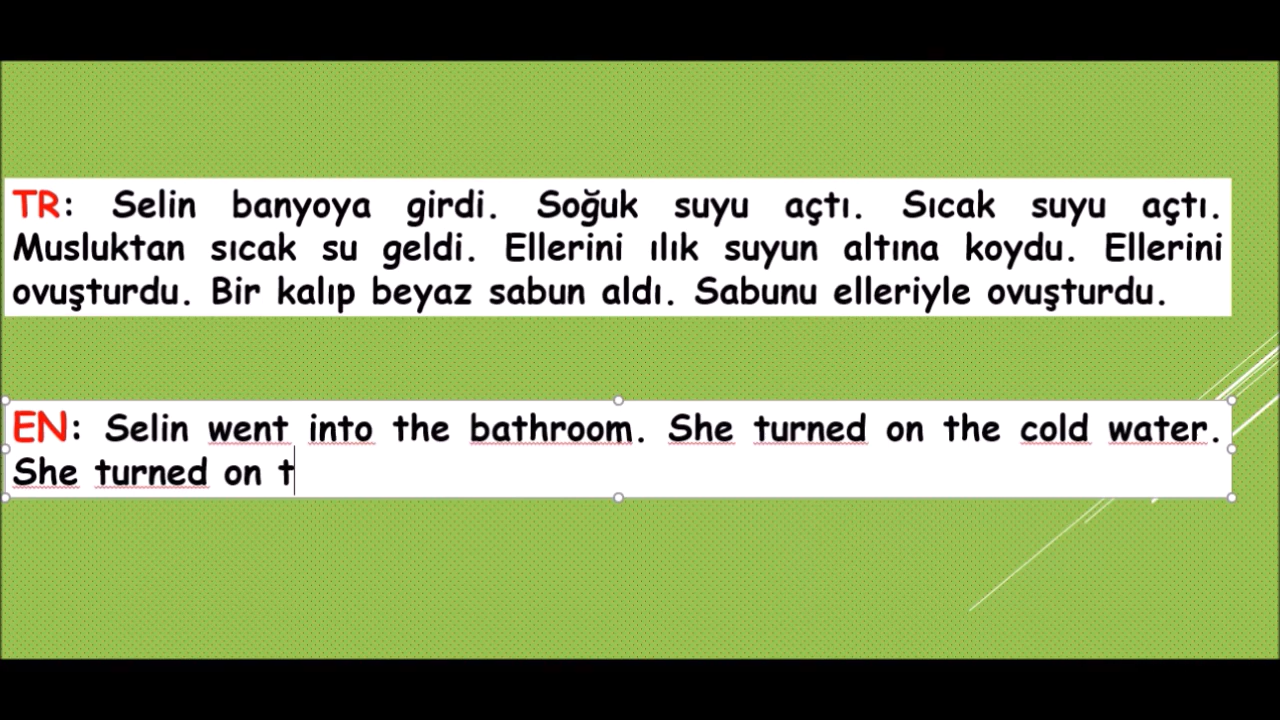 TR: Selin banyoya girdi. Soğuk suyu açtı. Sıcak suyu açtı.
Musluktan sıcak su geldi. Ellerini ılık suyun altına koydu. Ellerini
ovuşturdu. Bir kalıp beyaz sabun aldı. Sabunu elleriyle ovuşturdu.
EN: Selin went into the bathroom. She turned on the cold water.
She turned on t